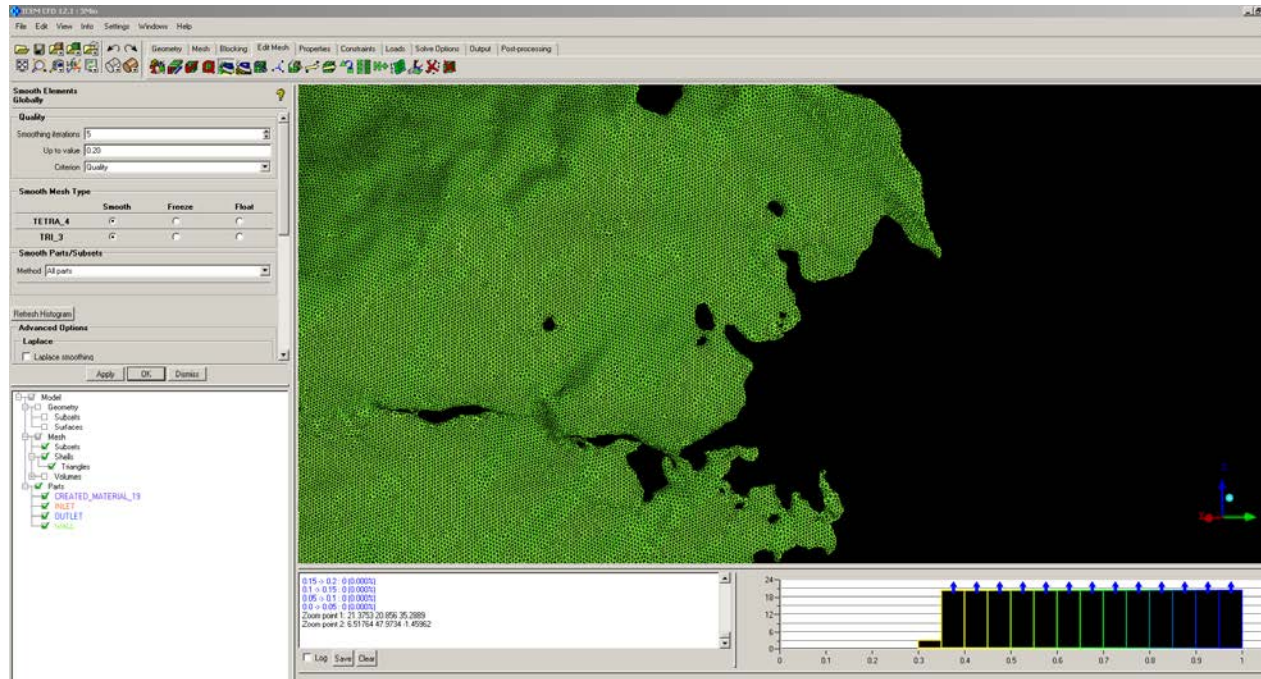 ICEM CFD 12.1 : 3Mio
File Edit View Info Settings Windows Help
Geometry Mesh Blocking Edit Mesh Properties Constraints Loads Solve Options Output Post-processing
Smooth Elements
Globally
Quality
Smoothing iterations 5
Up to value 0.20
Criterion Quality
Smooth Mesh Type
Smooth Freeze Float
TETRA_4
TRI_3
Smooth Parts/Subsets
Method All parts
Refresh Histogram
Advanced Options
Laplace
Laplace smoothing
Apply OK Dismiss
Model
Geometry
Subsets
Surfaces
Mesh
Subsets
Shells
Triangles
Volumes
Parts
CREATED_MATERIAL_19
INLET
OUTLET
WALL
0.15 -> 0.2 : 0 (0.000%)
0.1 -> 0.15 : 0 (0.000%)
0.05 -> 0.1 : 0 (0.000%)
0.0 -> 0.05 : 0 (0.000%)
Zoom point 1: 21.3753 20.856 35.2889
Zoom point 2: 6.51764 47.9734 -1.45962
Log Save Clear
24
18
12
6
0
0 0.1 0.2 0.3 0.4 0.5 0.6 0.7 0.8 0.9 1